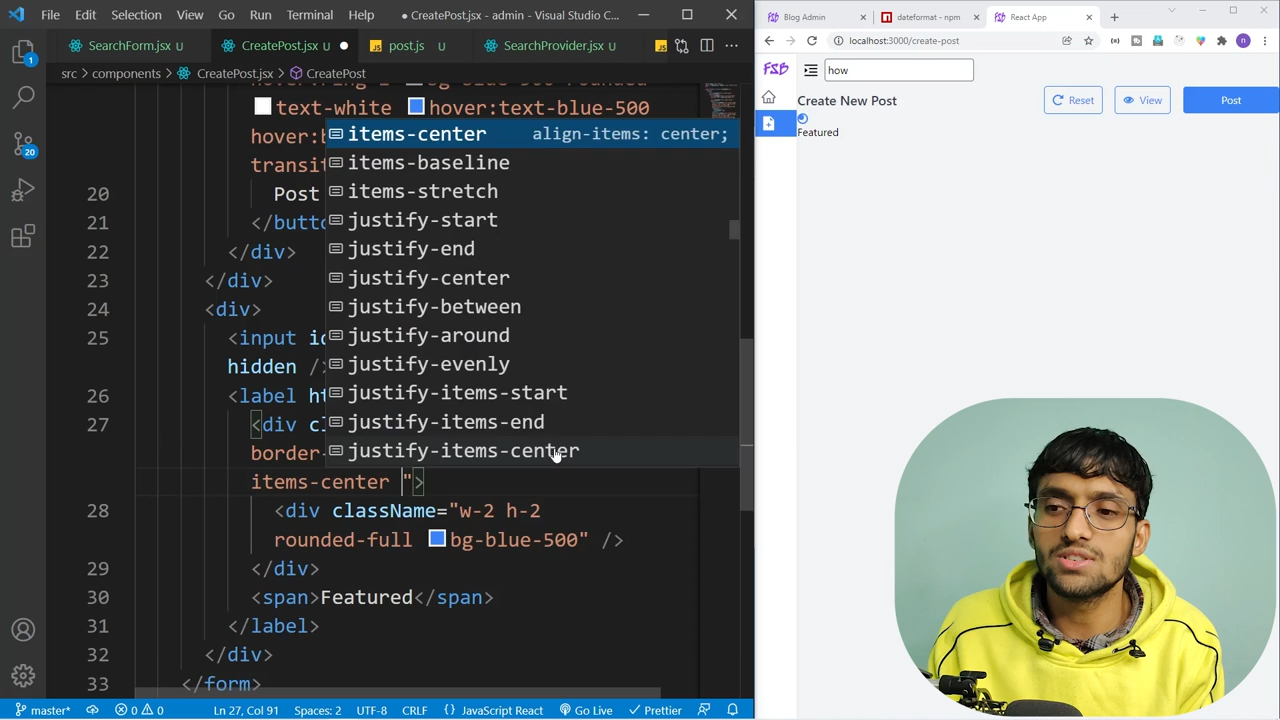 File Edit Selection View Go Run Terminal Help
● CreatePost.jsx - admin - Visual Studio C...
SearchForm.jsx U
CreatePost.jsx U ●
post.js U
SearchProvider.jsx U
src > components > CreatePost.jsx > CreatePost
text-white hover:text-blue-500
20 Post
21 </butto
22 </div>
23 </div>
24 <div>
25 <input id
hidden />
26 <label ht
27 <div cl
border-
items-center ">
28 <div className="w-2 h-2
rounded-full bg-blue-500" />
29 </div>
30 <span>Featured</span>
31 </label>
32 </div>
33 </form>
items-center align-items: center;
items-baseline
items-stretch
justify-start
justify-end
justify-center
justify-between
justify-around
justify-evenly
justify-items-start
justify-items-end
justify-items-center
1
20
master* 0 0 Ln 27, Col 91 Spaces: 2 UTF-8 CRLF JavaScript React Go Live Prettier
Blog Admin
dateformat - npm
React App
localhost:3000/create-post
n
FSB
how
Create New Post
Reset
View
Post
Featured